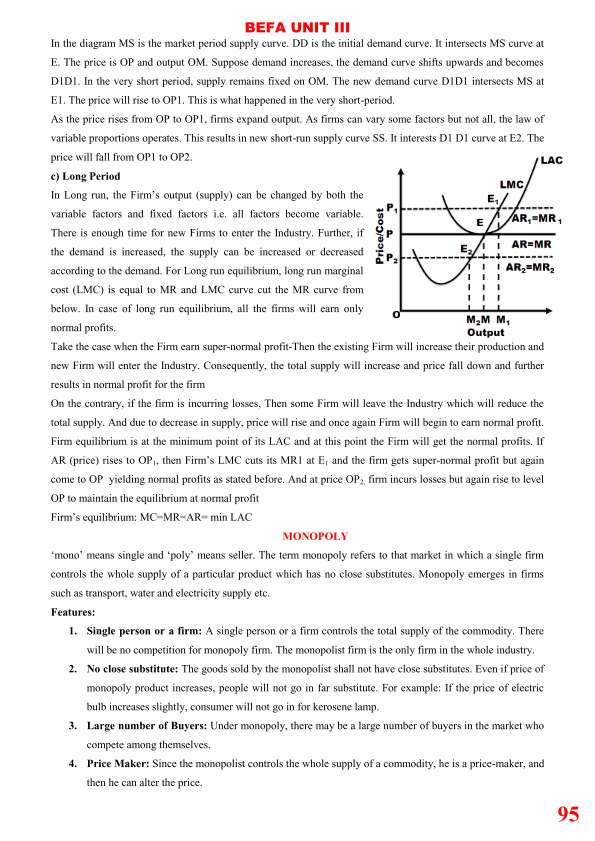 BEFA UNIT III
In the diagram MS is the market period supply curve. DD is the initial demand curve. It intersects MS curve at
E. The price is OP and output OM. Suppose demand increases, the demand curve shifts upwards and becomes
D1D1. In the very short period, supply remains fixed on OM. The new demand curve D1D1 intersects MS at
E1. The price will rise to OP1. This is what happened in the very short-period.
As the price rises from OP to OP1, firms expand output. As firms can vary some factors but not all, the law of
variable proportions operates. This results in new short-run supply curve SS. It interests D1 D1 curve at E2. The
price will fall from OP1 to OP2.
c) Long Period
In Long run, the Firm's output (supply) can be changed by both the
variable factors and fixed factors i.e. all factors become variable.
There is enough time for new Firms to enter the Industry. Further, if
the demand is increased, the supply can be increased or decreased
according to the demand. For Long run equilibrium, long run marginal
cost (LMC) is equal to MR and LMC curve cut the MR curve from
below. In case of long run equilibrium, all the firms will earn only
normal profits.
LAC
LMC
E1
P1
AR1=MR1
E
P
AR=MR
E2
P2
AR2=MR2
Price/Cost
O
M2 M M1
Output
Take the case when the Firm earn super-normal profit-Then the existing Firm will increase their production and
new Firm will enter the Industry. Consequently, the total supply will increase and price fall down and further
results in normal profit for the firm
On the contrary, if the firm is incurring losses, Then some Firm will leave the Industry which will reduce the
total supply. And due to decrease in supply, price will rise and once again Firm will begin to earn normal profit.
Firm equilibrium is at the minimum point of its LAC and at this point the Firm will get the normal profits. If
AR (price) rises to OP1, then Firm's LMC cuts its MR1 at E1 and the firm gets super-normal profit but again
come to OP yielding normal profits as stated before. And at price OP2, firm incurs losses but again rise to level
OP to maintain the equilibrium at normal profit
Firm's equilibrium: MC=MR=AR= min LAC
MONOPOLY
'mono' means single and 'poly' means seller. The term monopoly refers to that market in which a single firm
controls the whole supply of a particular product which has no close substitutes. Monopoly emerges in firms
such as transport, water and electricity supply etc.
Features:
1. Single person or a firm: A single person or a firm controls the total supply of the commodity. There
will be no competition for monopoly firm. The monopolist firm is the only firm in the whole industry.
2. No close substitute: The goods sold by the monopolist shall not have close substitutes. Even if price of
monopoly product increases, people will not go in far substitute. For example: If the price of electric
bulb increases slightly, consumer will not go in for kerosene lamp.
3. Large number of Buyers: Under monopoly, there may be a large number of buyers in the market who
compete among themselves.
4. Price Maker: Since the monopolist controls the whole supply of a commodity, he is a price-maker, and
then he can alter the price.
95